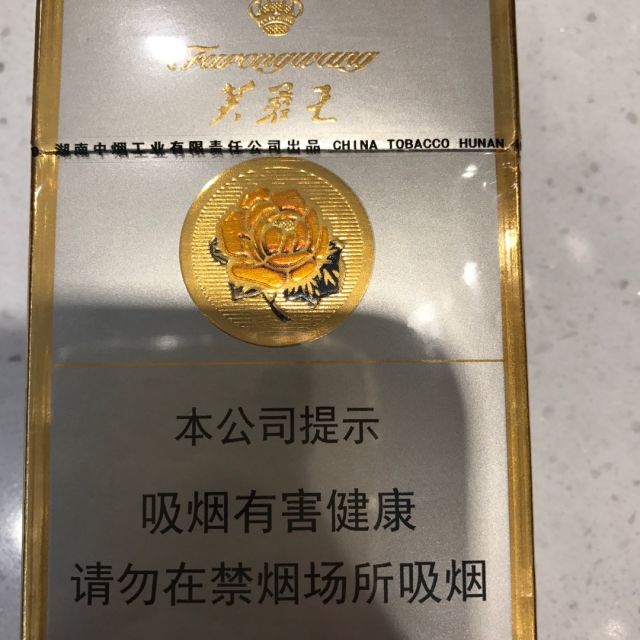 Furongwang
芙蓉王
湖南中烟工业有限责任公司出品 CHINA TOBACCO HUNAN
本公司提示
吸烟有害健康
请勿在禁烟场所吸烟